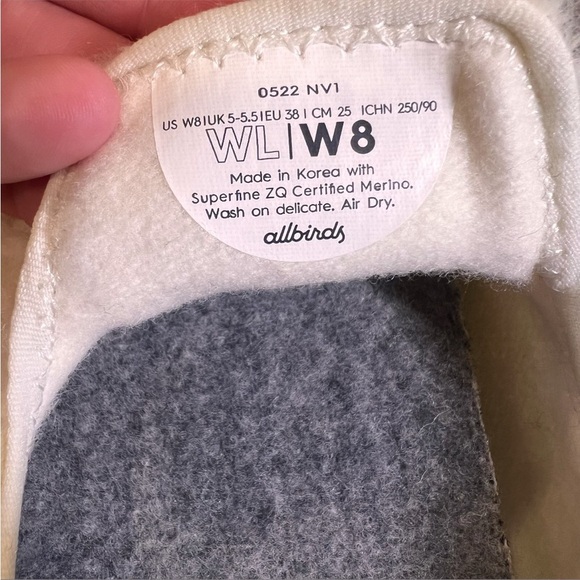 0522 NV1
US W8|UK 5-5.5|EU 38 | CM 25 |CHN 250/90
WL|W8
Made in Korea with
Superfine ZQ Certified Merino.
Wash on delicate. Air Dry.
allbirds